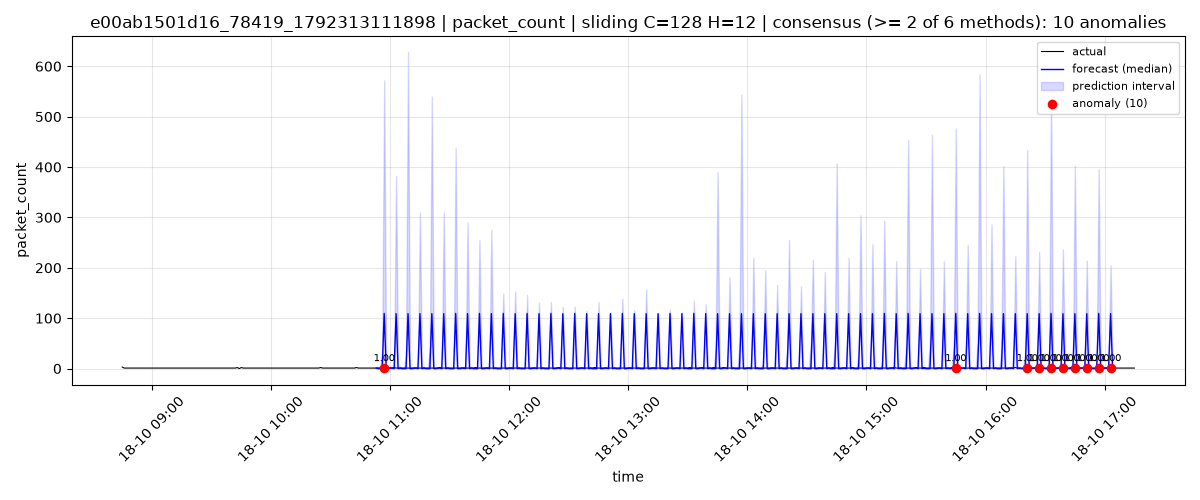 e00ab1501d16_78419_1792313111898 | packet_count | sliding C=128 H=12 | consensus (>= 2 of 6 methods): 10 anomalies
actual
forecast (median)
prediction interval
anomaly (10)
packet_count
600
500
400
300
200
100
0
1.00
1.00
18-10 09:00
18-10 10:00
18-10 11:00
18-10 12:00
18-10 13:00
18-10 14:00
18-10 15:00
18-10 16:00
18-10 17:00
time